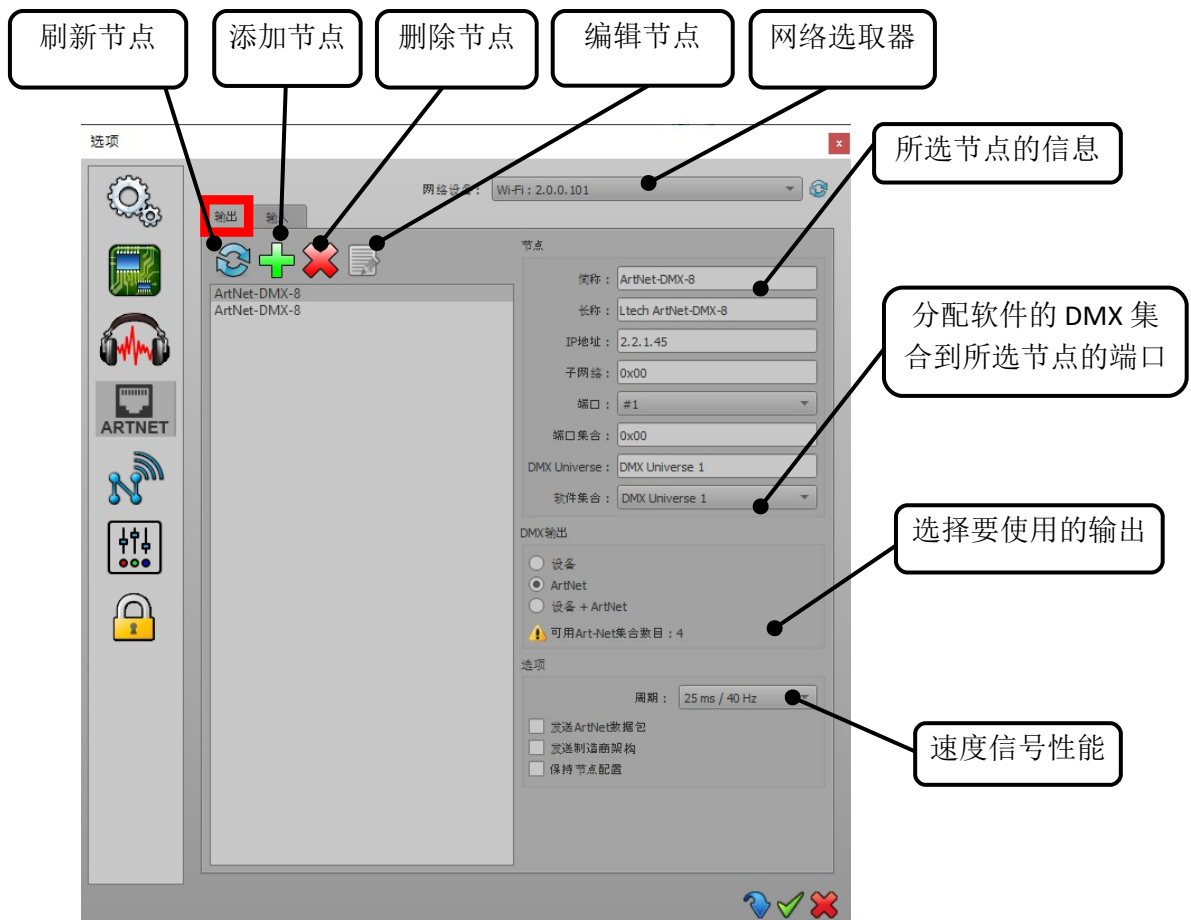 刷新节点
添加节点
删除节点
编辑节点
网络选取器
选项
x
所选节点的信息
网络设备： Wi-Fi : 2.0.0.101
输出
ArtNet-DMX-8
ArtNet-DMX-8
节点
简称： ArtNet-DMX-8
长称： Ltech ArtNet-DMX-8
IP地址： 2.2.1.45
子网络： 0x00
端口： #1
端口集合： 0x00
DMX Universe： DMX Universe 1
软件集合： DMX Universe 1
分配软件的 DMX 集
合到所选节点的端口
ARTNET
DMX输出
设备
ArtNet
设备 + ArtNet
可用Art-Net集合数目：4
选择要使用的输出
选项
周期： 25 ms / 40 Hz
发送ArtNet数据包
发送制造商架构
保持节点配置
速度信号性能